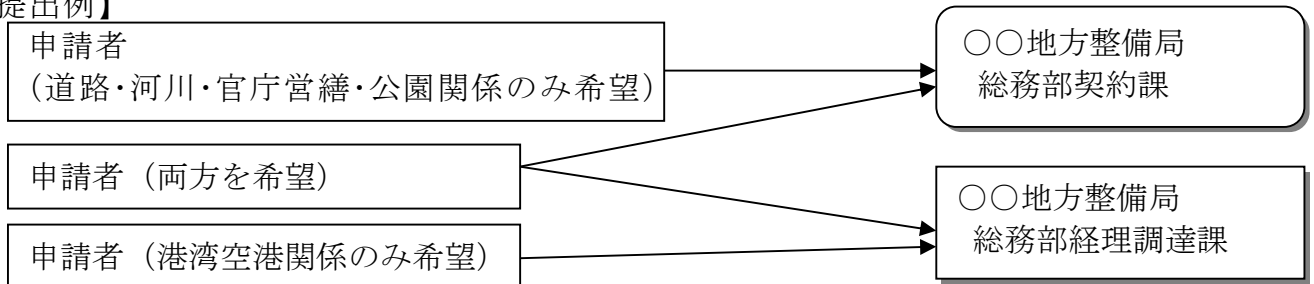 提出例】
申請者
（道路・河川・官庁営繕・公園関係のみ希望）
○○地方整備局
総務部契約課
申請者（両方を希望）
○○地方整備局
総務部経理調達課
申請者（港湾空港関係のみ希望）